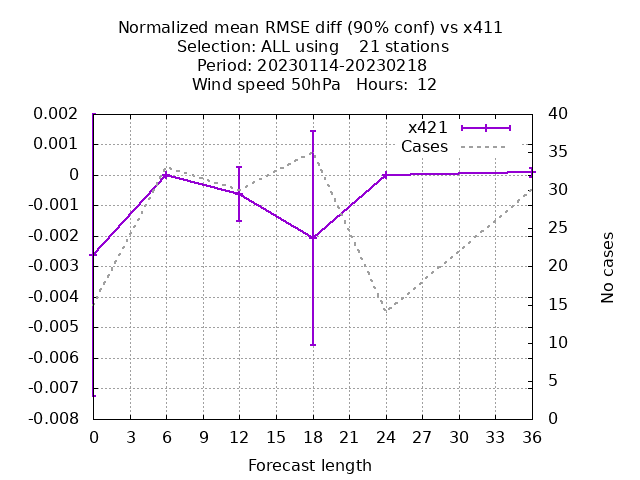 Normalized mean RMSE diff (90% conf) vs x411
Selection: ALL using    21 stations
Period: 20230114-20230218
Wind speed 50hPa   Hours:  12
x421
Cases
0.002
0.001
0
-0.001
-0.002
-0.003
-0.004
-0.005
-0.006
-0.007
-0.008
40
35
30
25
20
15
10
5
0
No cases
0 3 6 9 12 15 18 21 24 27 30 33 36
Forecast length